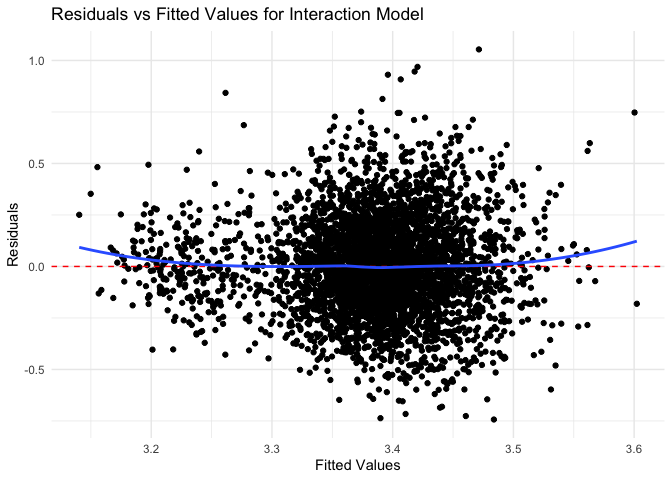 Residuals vs Fitted Values for Interaction Model
1.0
0.5
0.0
-0.5
Residuals
3.2 3.3 3.4 3.5 3.6
Fitted Values